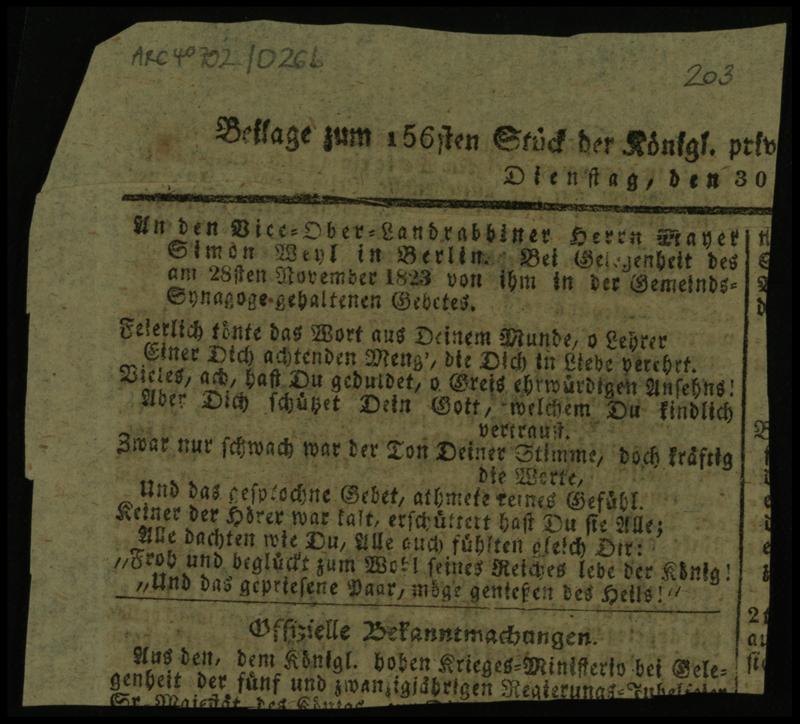 ARC 4° 702/026b
203
Beilage zum 156sten Stück der Königl. priv
Dienstag, den 30
An den Vice-Ober-Landrabbiner Herrn Mayer
Simon Weyl in Berlin. Bei Gelegenheit des
am 28sten November 1823 von ihm in der Gemeinds-
Synagoge gehaltenen Gebetes.
Feierlich tönte das Wort aus Deinem Munde, o Lehrer
Einer Dich achtenden Meng', die Dich in Liebe verehrt.
Vieles, ach, hast Du geduldet, o Greis ehrwürdigen Ansehns!
Aber Dich schützet Dein Gott, welchem Du kindlich
vertraust.
Zwar nur schwach war der Ton Deiner Stimme, doch kräftig
die Worte,
Und das gesprochne Gebet, athmete reines Gefühl.
Keiner der Hörer war kalt, erschüttert hast Du sie Alle;
Alle dachten wie Du, Alle auch fühlten gleich Dir:
„Froh und beglückt zum Wohl seines Reiches lebe der König!
„Und das gepriesene Paar, möge genießen des Heils!"
Offizielle Bekanntmachungen.
Aus den, dem Königl. hohen Krieges-Ministerio bei Gele-
genheit der fünf und zwanzigjährigen Regierungs-Jubelfeier
Sr. Majestät des Königs